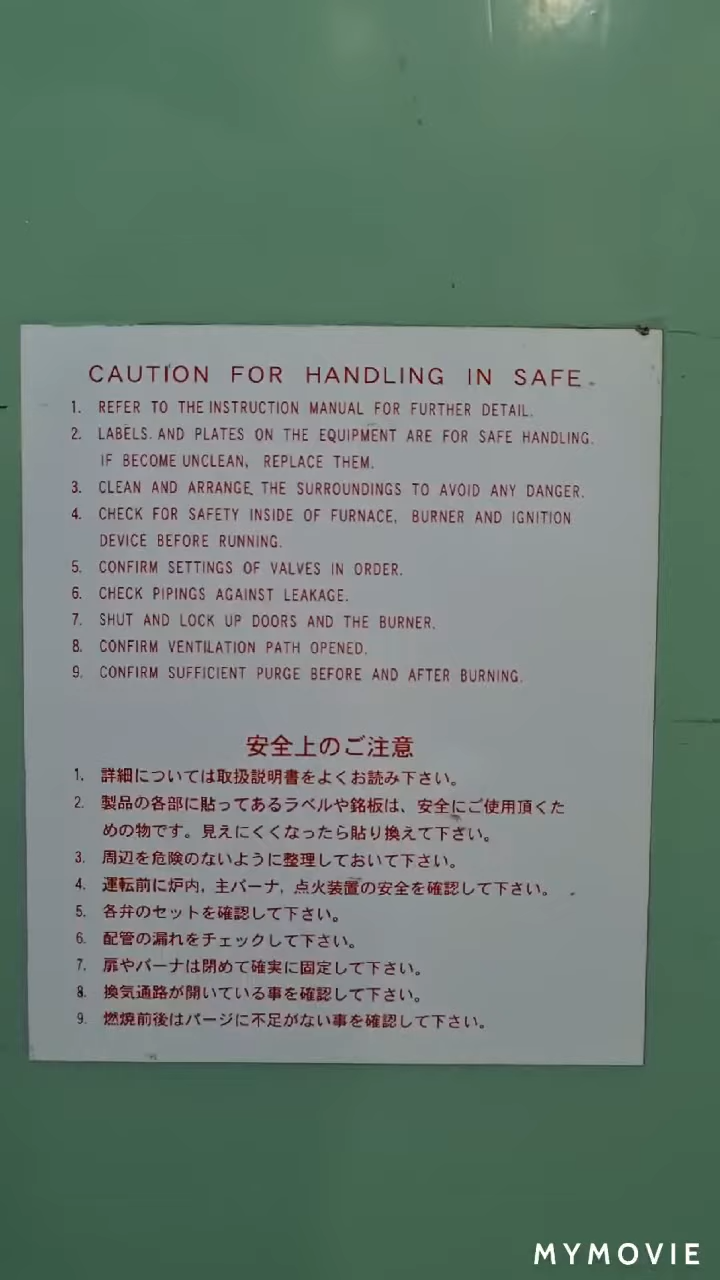 CAUTION FOR HANDLING IN SAFE.
1. REFER TO THE INSTRUCTION MANUAL FOR FURTHER DETAIL.
2. LABELS AND PLATES ON THE EQUIPMENT ARE FOR SAFE HANDLING.
IF BECOME UNCLEAN, REPLACE THEM.
3. CLEAN AND ARRANGE THE SURROUNDINGS TO AVOID ANY DANGER.
4. CHECK FOR SAFETY INSIDE OF FURNACE, BURNER AND IGNITION
DEVICE BEFORE RUNNING.
5. CONFIRM SETTINGS OF VALVES IN ORDER.
6. CHECK PIPINGS AGAINST LEAKAGE.
7. SHUT AND LOCK UP DOORS AND THE BURNER.
8. CONFIRM VENTILATION PATH OPENED.
9. CONFIRM SUFFICIENT PURGE BEFORE AND AFTER BURNING.
安全上のご注意
1. 詳細については取扱説明書をよくお読み下さい。
2. 製品の各部に貼ってあるラベルや銘板は、安全にご使用頂くた
めの物です。見えにくくなったら貼り換えて下さい。
3. 周辺を危険のないように整理しておいて下さい。
4. 運転前に炉内，主バーナ，点火装置の安全を確認して下さい。
5. 各弁のセットを確認して下さい。
6. 配管の漏れをチェックして下さい。
7. 扉やバーナは閉めて確実に固定して下さい。
8. 換気通路が開いている事を確認して下さい。
9. 燃焼前後はパージに不足がない事を確認して下さい。
MYMOVIE